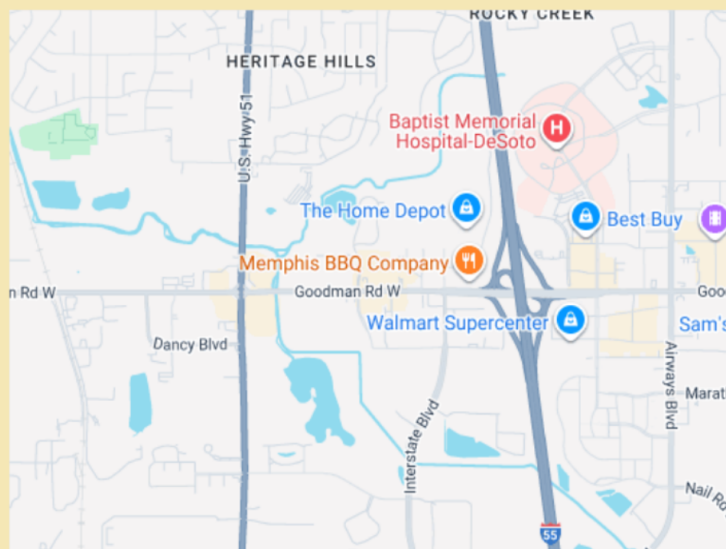 ROCKY CREEK
HERITAGE HILLS
U.S. Hwy 51
Baptist Memorial
Hospital-DeSoto
H
The Home Depot
Best Buy
Memphis BBQ Company
n Rd W
Goodman Rd W
Goo
Walmart Supercenter
Sam's
Dancy Blvd
Airways Blvd
Marat
Interstate Blvd
Nail Ro
55